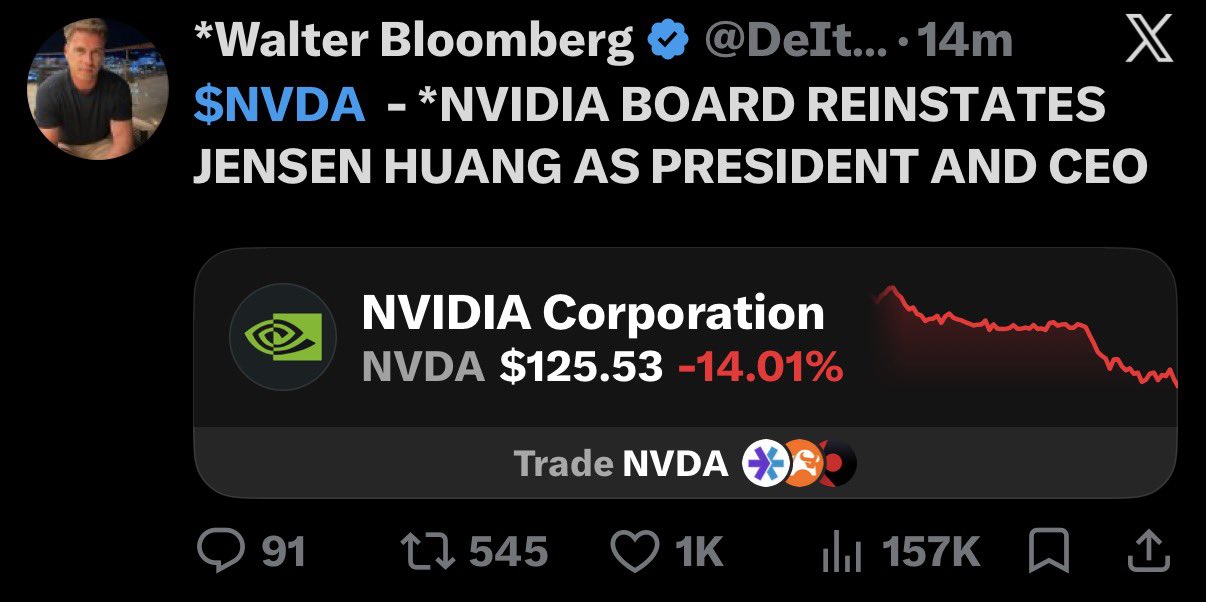 *Walter Bloomberg @DeIt... · 14m
$NVDA - *NVIDIA BOARD REINSTATES
JENSEN HUANG AS PRESIDENT AND CEO
NVIDIA Corporation
NVDA $125.53 -14.01%
Trade NVDA
91 545 1K 157K